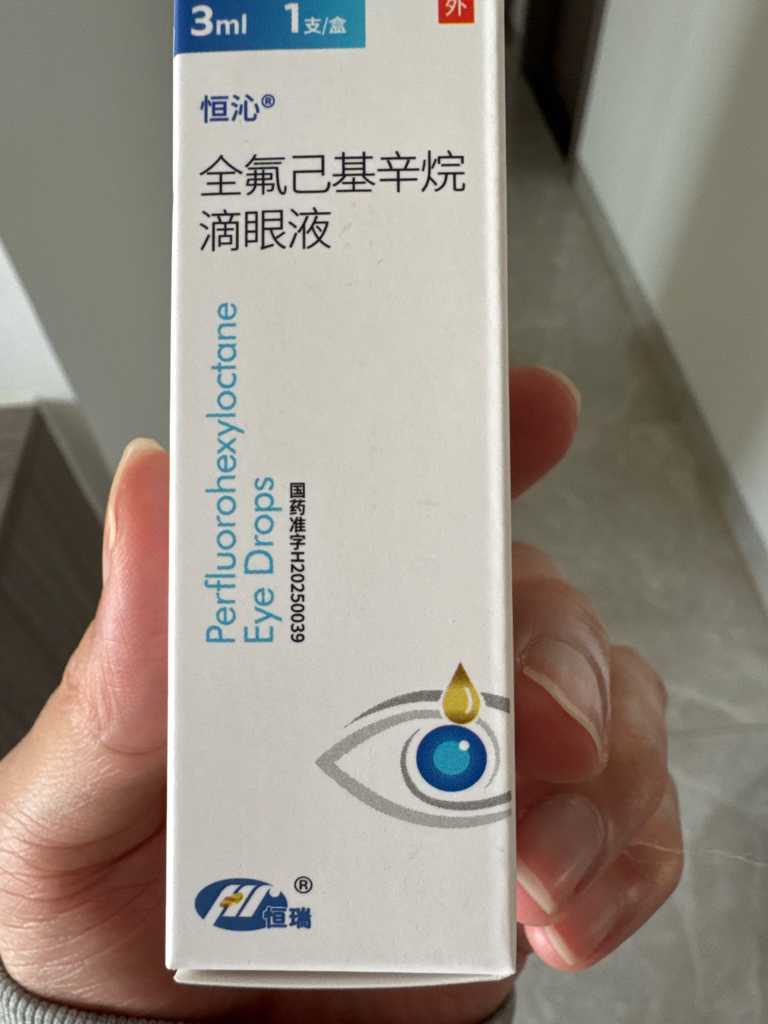 3ml 1支/盒
外
恒沁®
全氟己基辛烷
滴眼液
Perfluorohexyloctane
Eye Drops
国药准字H20250039
HR ®
恒瑞